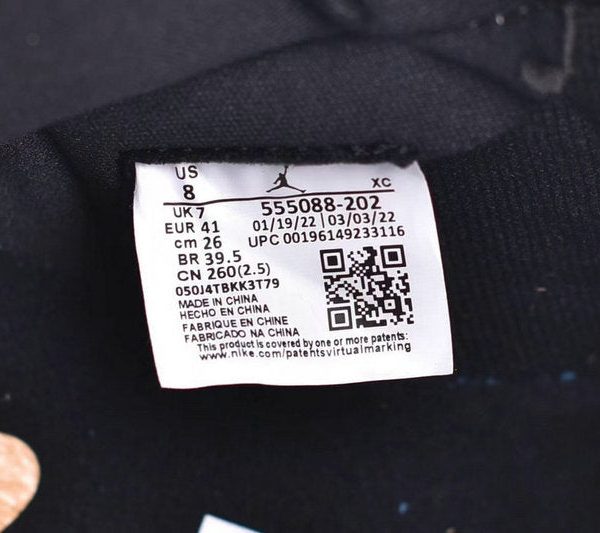 US
8
XC
UK 7
555088-202
EUR 41
01/19/22 | 03/03/22
cm 26
UPC 00196149233116
BR 39.5
CN 260(2.5)
050J4TBKK3T79
MADE IN CHINA
HECHO EN CHINA
FABRIQUE EN CHINE
FABRICADO NA CHINA
This product is covered by one or more patents:
www.nike.com/patentsvirtualmarking